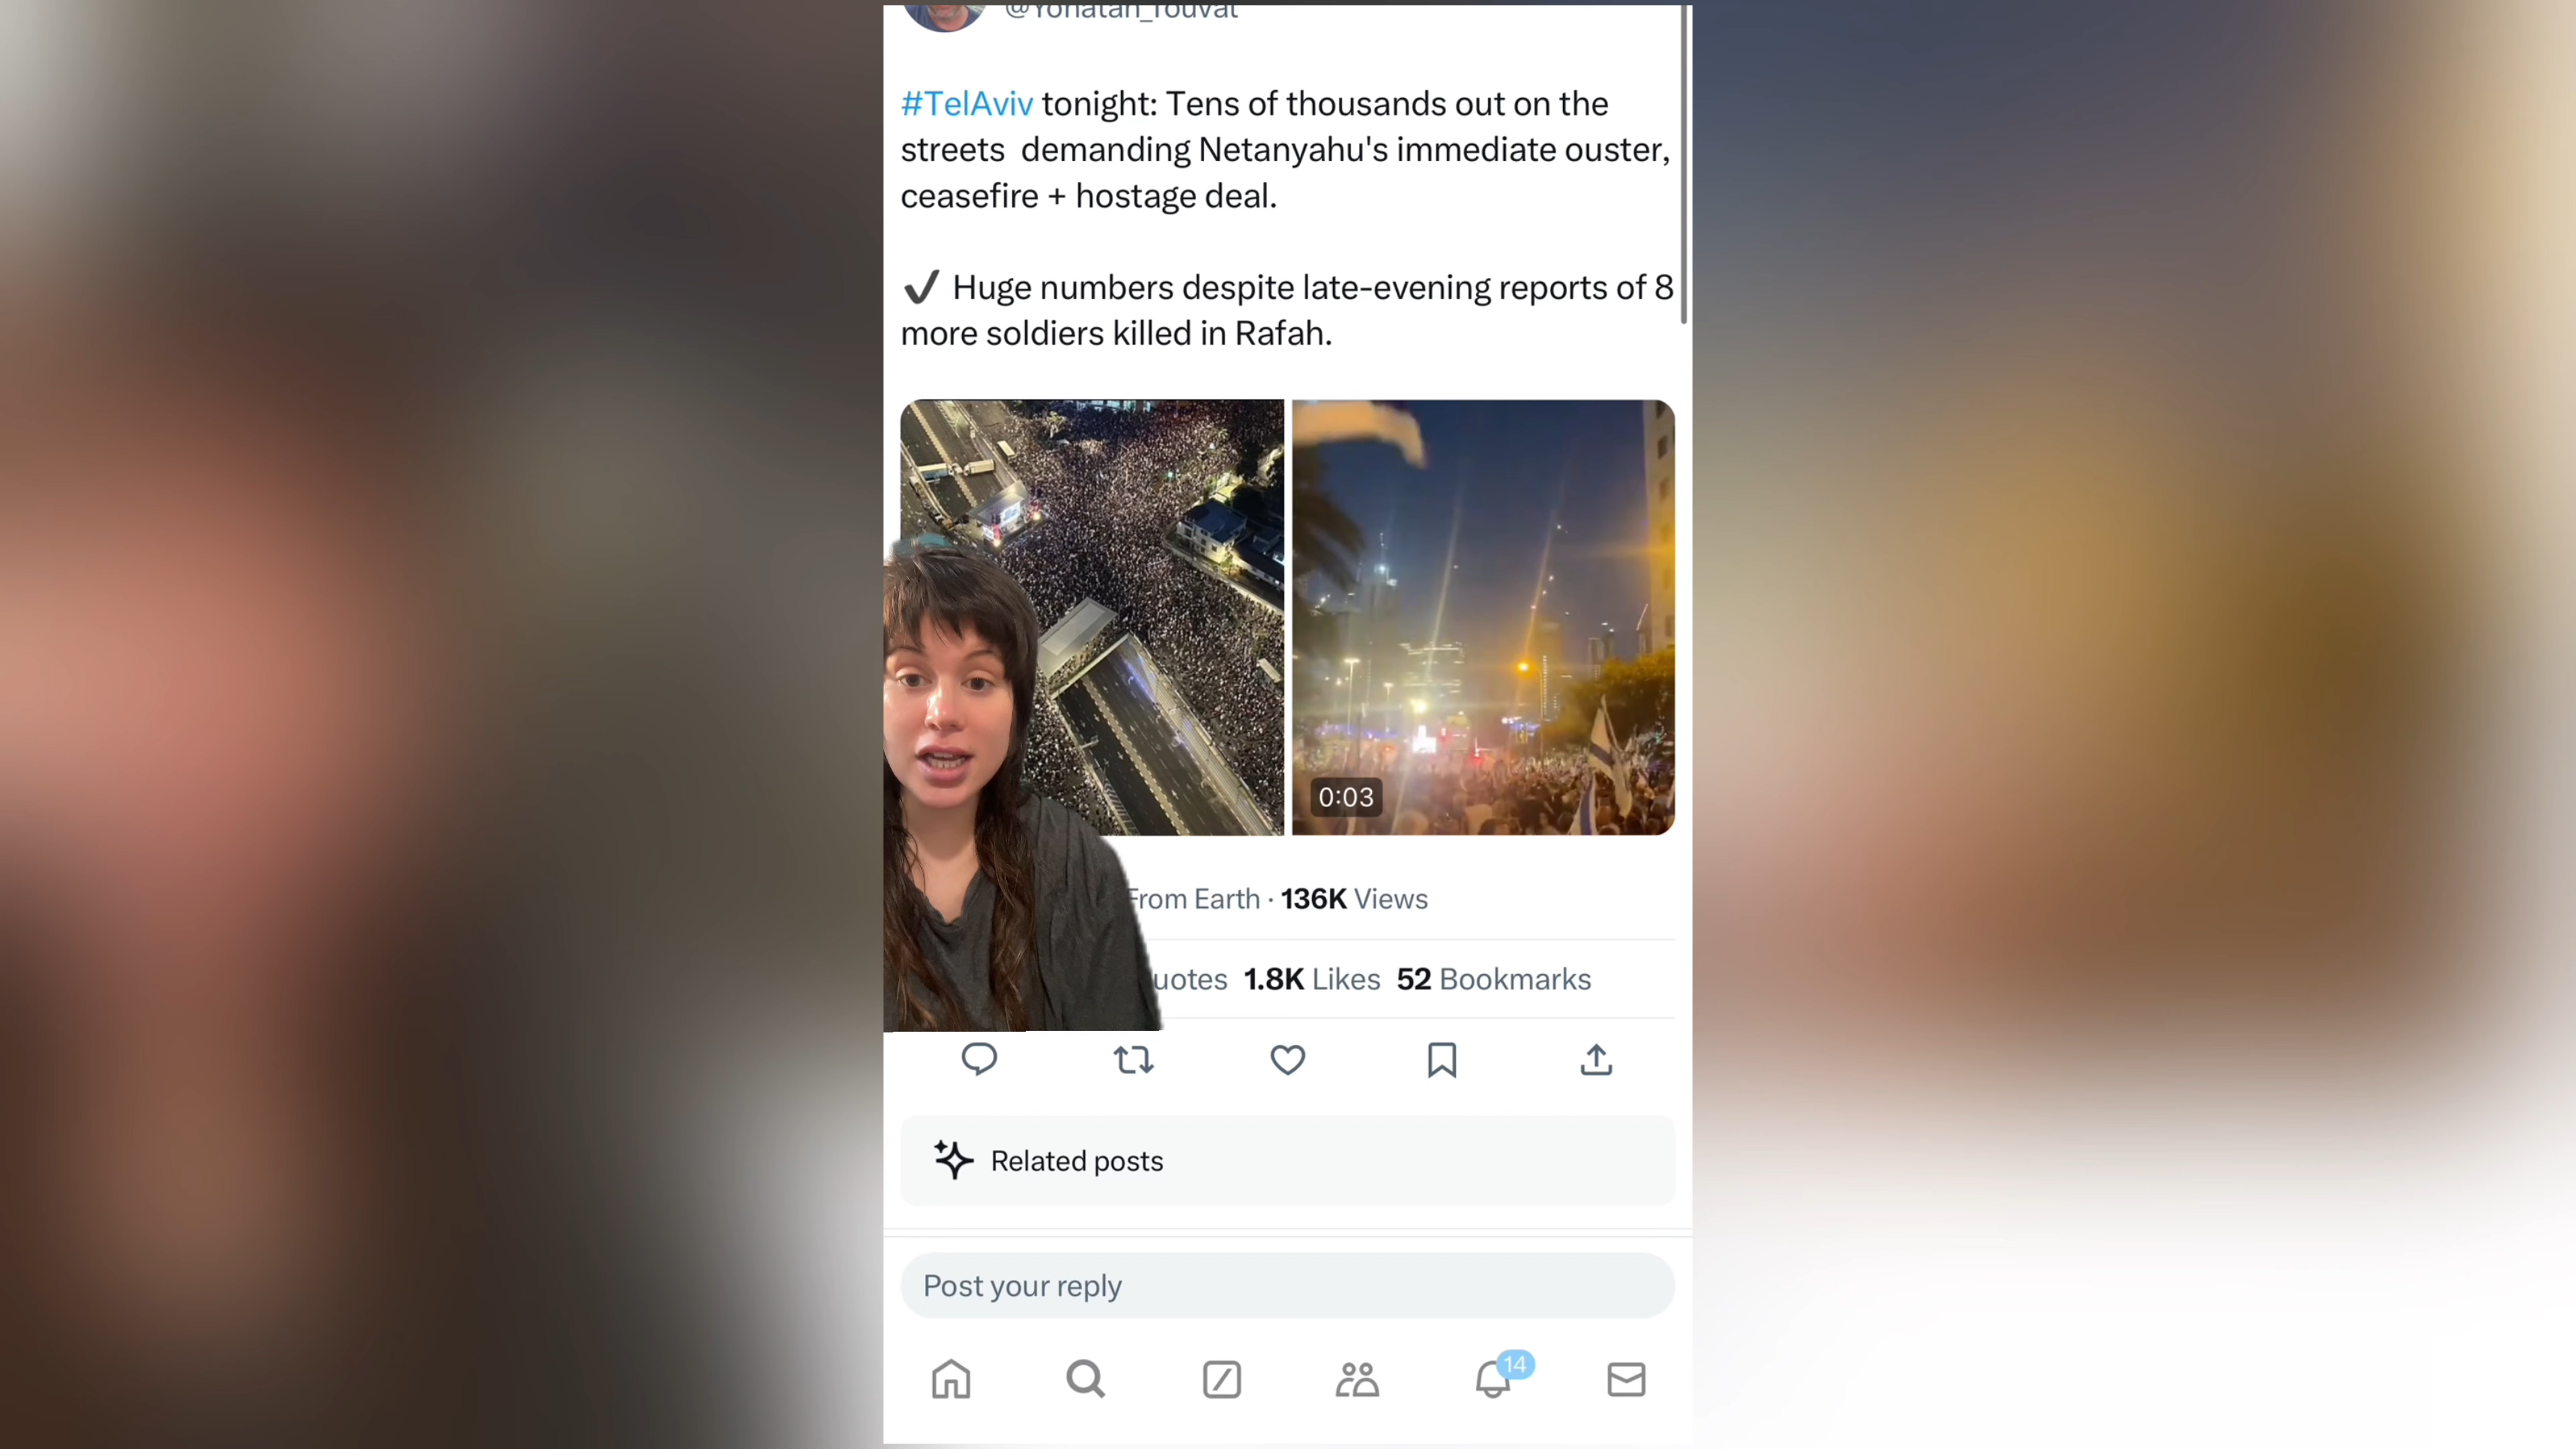 @Yonatan_Touval
#TelAviv tonight: Tens of thousands out on the
streets demanding Netanyahu's immediate ouster,
ceasefire + hostage deal.
✔ Huge numbers despite late-evening reports of 8
more soldiers killed in Rafah.
0:03
From Earth · 136K Views
1.8K Likes 52 Bookmarks
Related posts
Post your reply
14